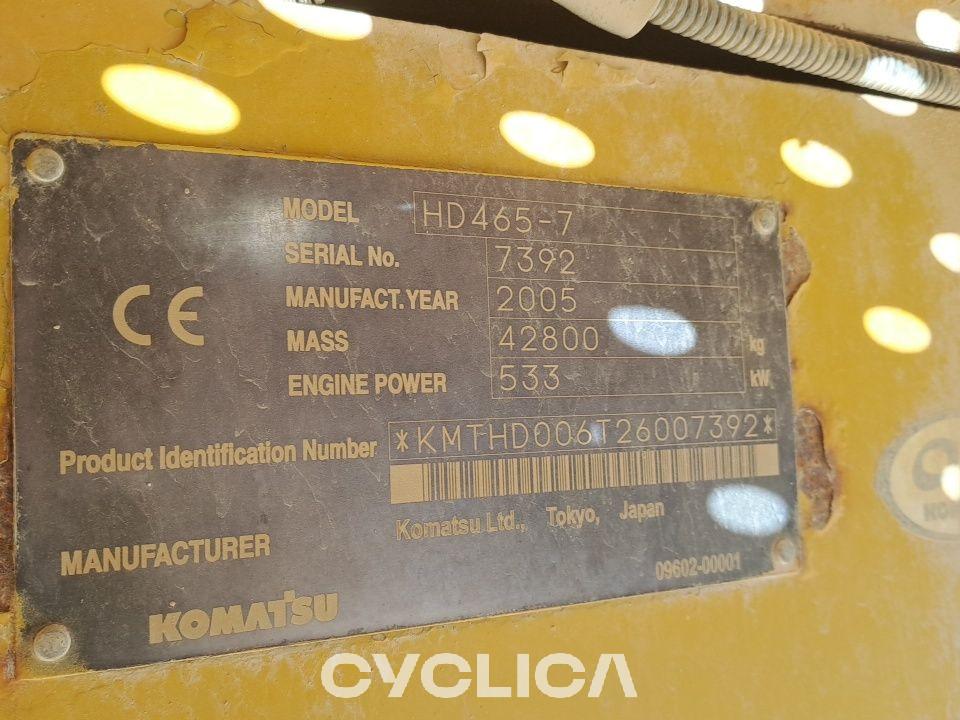 MODEL HD465-7
SERIAL No. 7392
MANUFACT. YEAR 2005
CE
MASS 42800 kg
ENGINE POWER 533 kW
Product Identification Number *KMTHD006T26007392*
Komatsu Ltd., Tokyo, Japan
MANUFACTURER
09602-00001
KOMATSU
CYCLICA